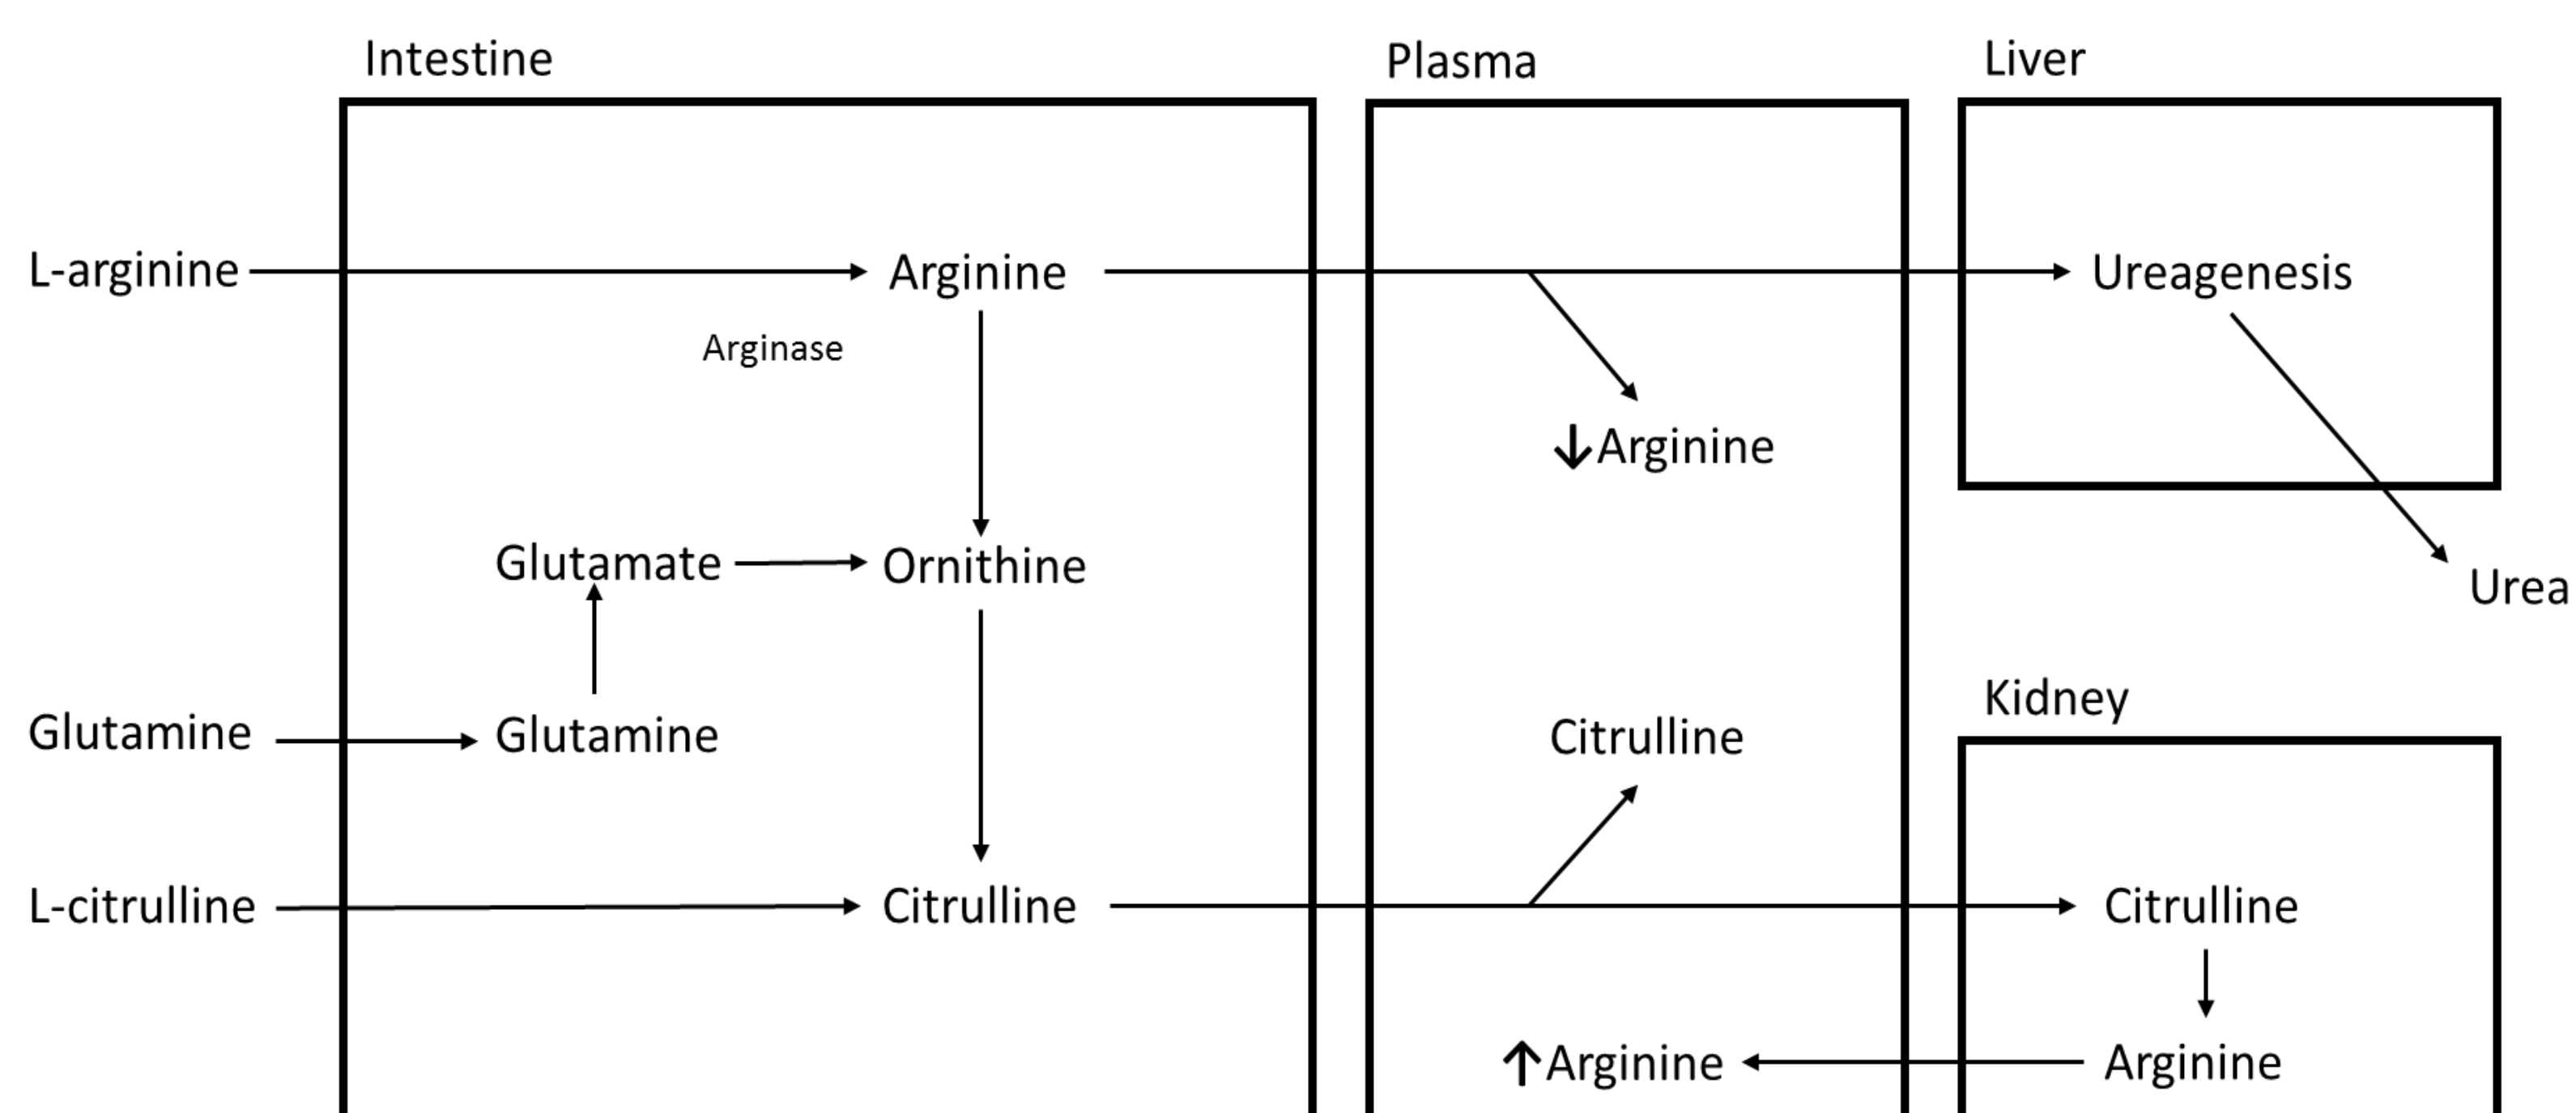 Intestine
Plasma
Liver
L-arginine
Arginine
Ureagenesis
Arginase
↓Arginine
Glutamate
Ornithine
Urea
Kidney
Glutamine
Glutamine
Citrulline
L-citrulline
Citrulline
Citrulline
↑Arginine
Arginine